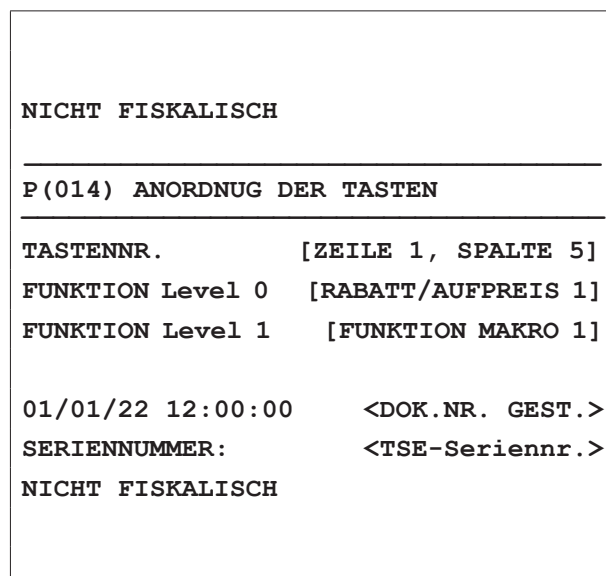 NICHT FISKALISCH
P(014) ANORDNUG DER TASTEN
TASTENNR. [ZEILE 1, SPALTE 5]
FUNKTION Level 0 [RABATT/AUFPREIS 1]
FUNKTION Level 1 [FUNKTION MAKRO 1]
01/01/22 12:00:00 <DOK.NR. GEST.>
SERIENNUMMER: <TSE-Seriennr.>
NICHT FISKALISCH